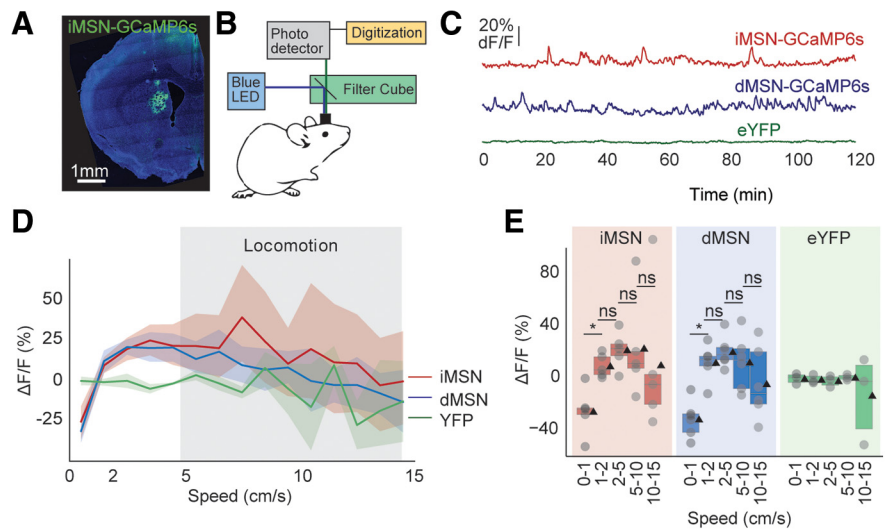 A
iMSN-GCaMP6s
1mm
B
Photo
detector
Digitization
Blue
LED
Filter Cube
C
20%
dF/F
iMSN-GCaMP6s
dMSN-GCaMP6s
eYFP
0 20 40 60 80 100 120
Time (min)
D
Locomotion
ΔF/F (%)
50
25
0
-25
0 2 5 10 15
Speed (cm/s)
iMSN
dMSN
YFP
E
iMSN dMSN eYFP
ΔF/F (%)
80
40
0
-40
* ns ns ns
* ns ns ns
0-1 1-2 2-5 5-10 10-15
0-1 1-2 2-5 5-10 10-15
0-1 1-2 2-5 5-10 10-15
Speed (cm/s)